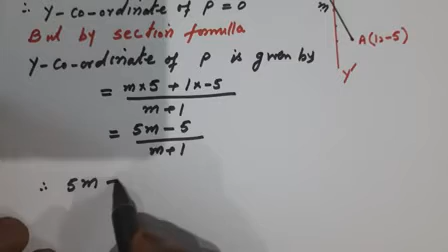 ∴ Y-co-ordinate of P = 0
But by section formula
Y-co-ordinate of P is given by
= m×5 + 1×-5
m+1
= 5m - 5
m+1
∴ 5m -
m
A(1,-5)
Y'